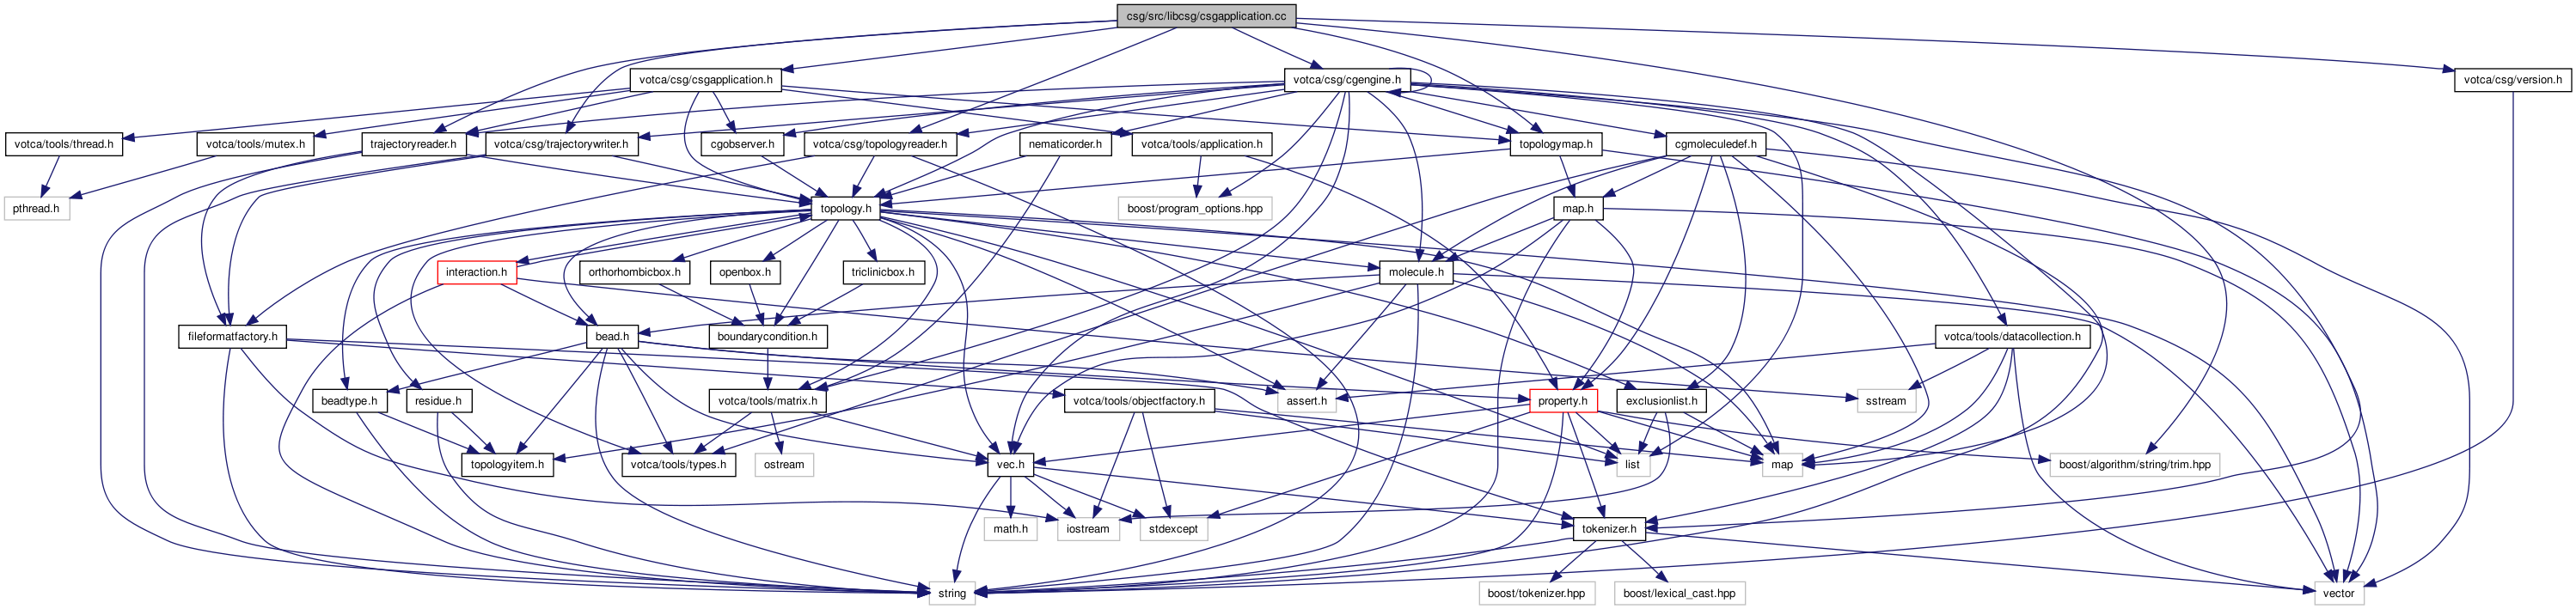 csg/src/libcsg/csgapplication.cc
votca/csg/csgapplication.h
votca/csg/cgengine.h
votca/csg/version.h
votca/tools/thread.h
votca/tools/mutex.h
trajectoryreader.h
votca/csg/trajectorywriter.h
cgobserver.h
votca/csg/topologyreader.h
nematicorder.h
votca/tools/application.h
topologymap.h
cgmoleculedef.h
pthread.h
topology.h
boost/program_options.hpp
map.h
interaction.h
orthorhombicbox.h
openbox.h
triclinicbox.h
molecule.h
fileformatfactory.h
bead.h
boundarycondition.h
votca/tools/datacollection.h
beadtype.h
residue.h
votca/tools/matrix.h
votca/tools/objectfactory.h
assert.h
property.h
exclusionlist.h
sstream
topologyitem.h
votca/tools/types.h
ostream
vec.h
list
map
boost/algorithm/string/trim.hpp
math.h
iostream
stdexcept
tokenizer.h
string
boost/tokenizer.hpp
boost/lexical_cast.hpp
vector